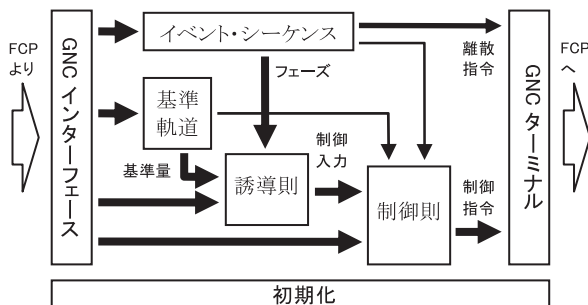 FCP
より
GNC インターフェース
イベント・シーケンス
離散
指令
フェーズ
基準
軌道
基準量
誘導則
制御
入力
制御則
制御
指令
GNC ターミナル
FCP
へ
初期化